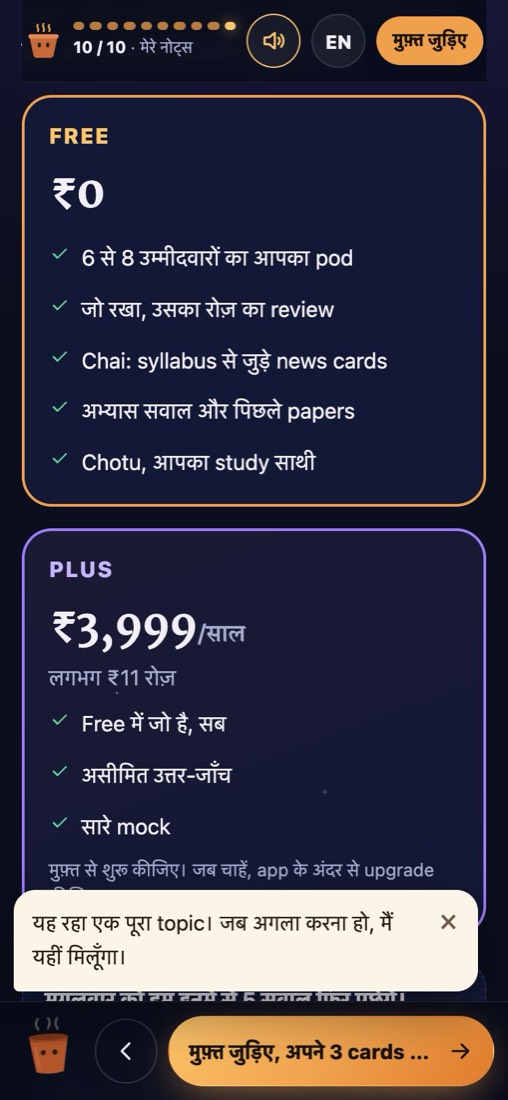 10 / 10 · मेरे नोट्स
EN
मुफ़्त जुड़िए
FREE
₹0
6 से 8 उम्मीदवारों का आपका pod
जो रखा, उसका रोज़ का review
Chai: syllabus से जुड़े news cards
अभ्यास सवाल और पिछले papers
Chotu, आपका study साथी
PLUS
₹3,999/साल
लगभग ₹11 रोज़
Free में जो है, सब
असीमित उत्तर-जाँच
सारे mock
मुफ़्त से शुरू कीजिए। जब चाहें, app के अंदर से upgrade
यह रहा एक पूरा topic। जब अगला करना हो, मैं
यहीं मिलूँगा।
मुफ़्त जुड़िए, अपने 3 cards ...